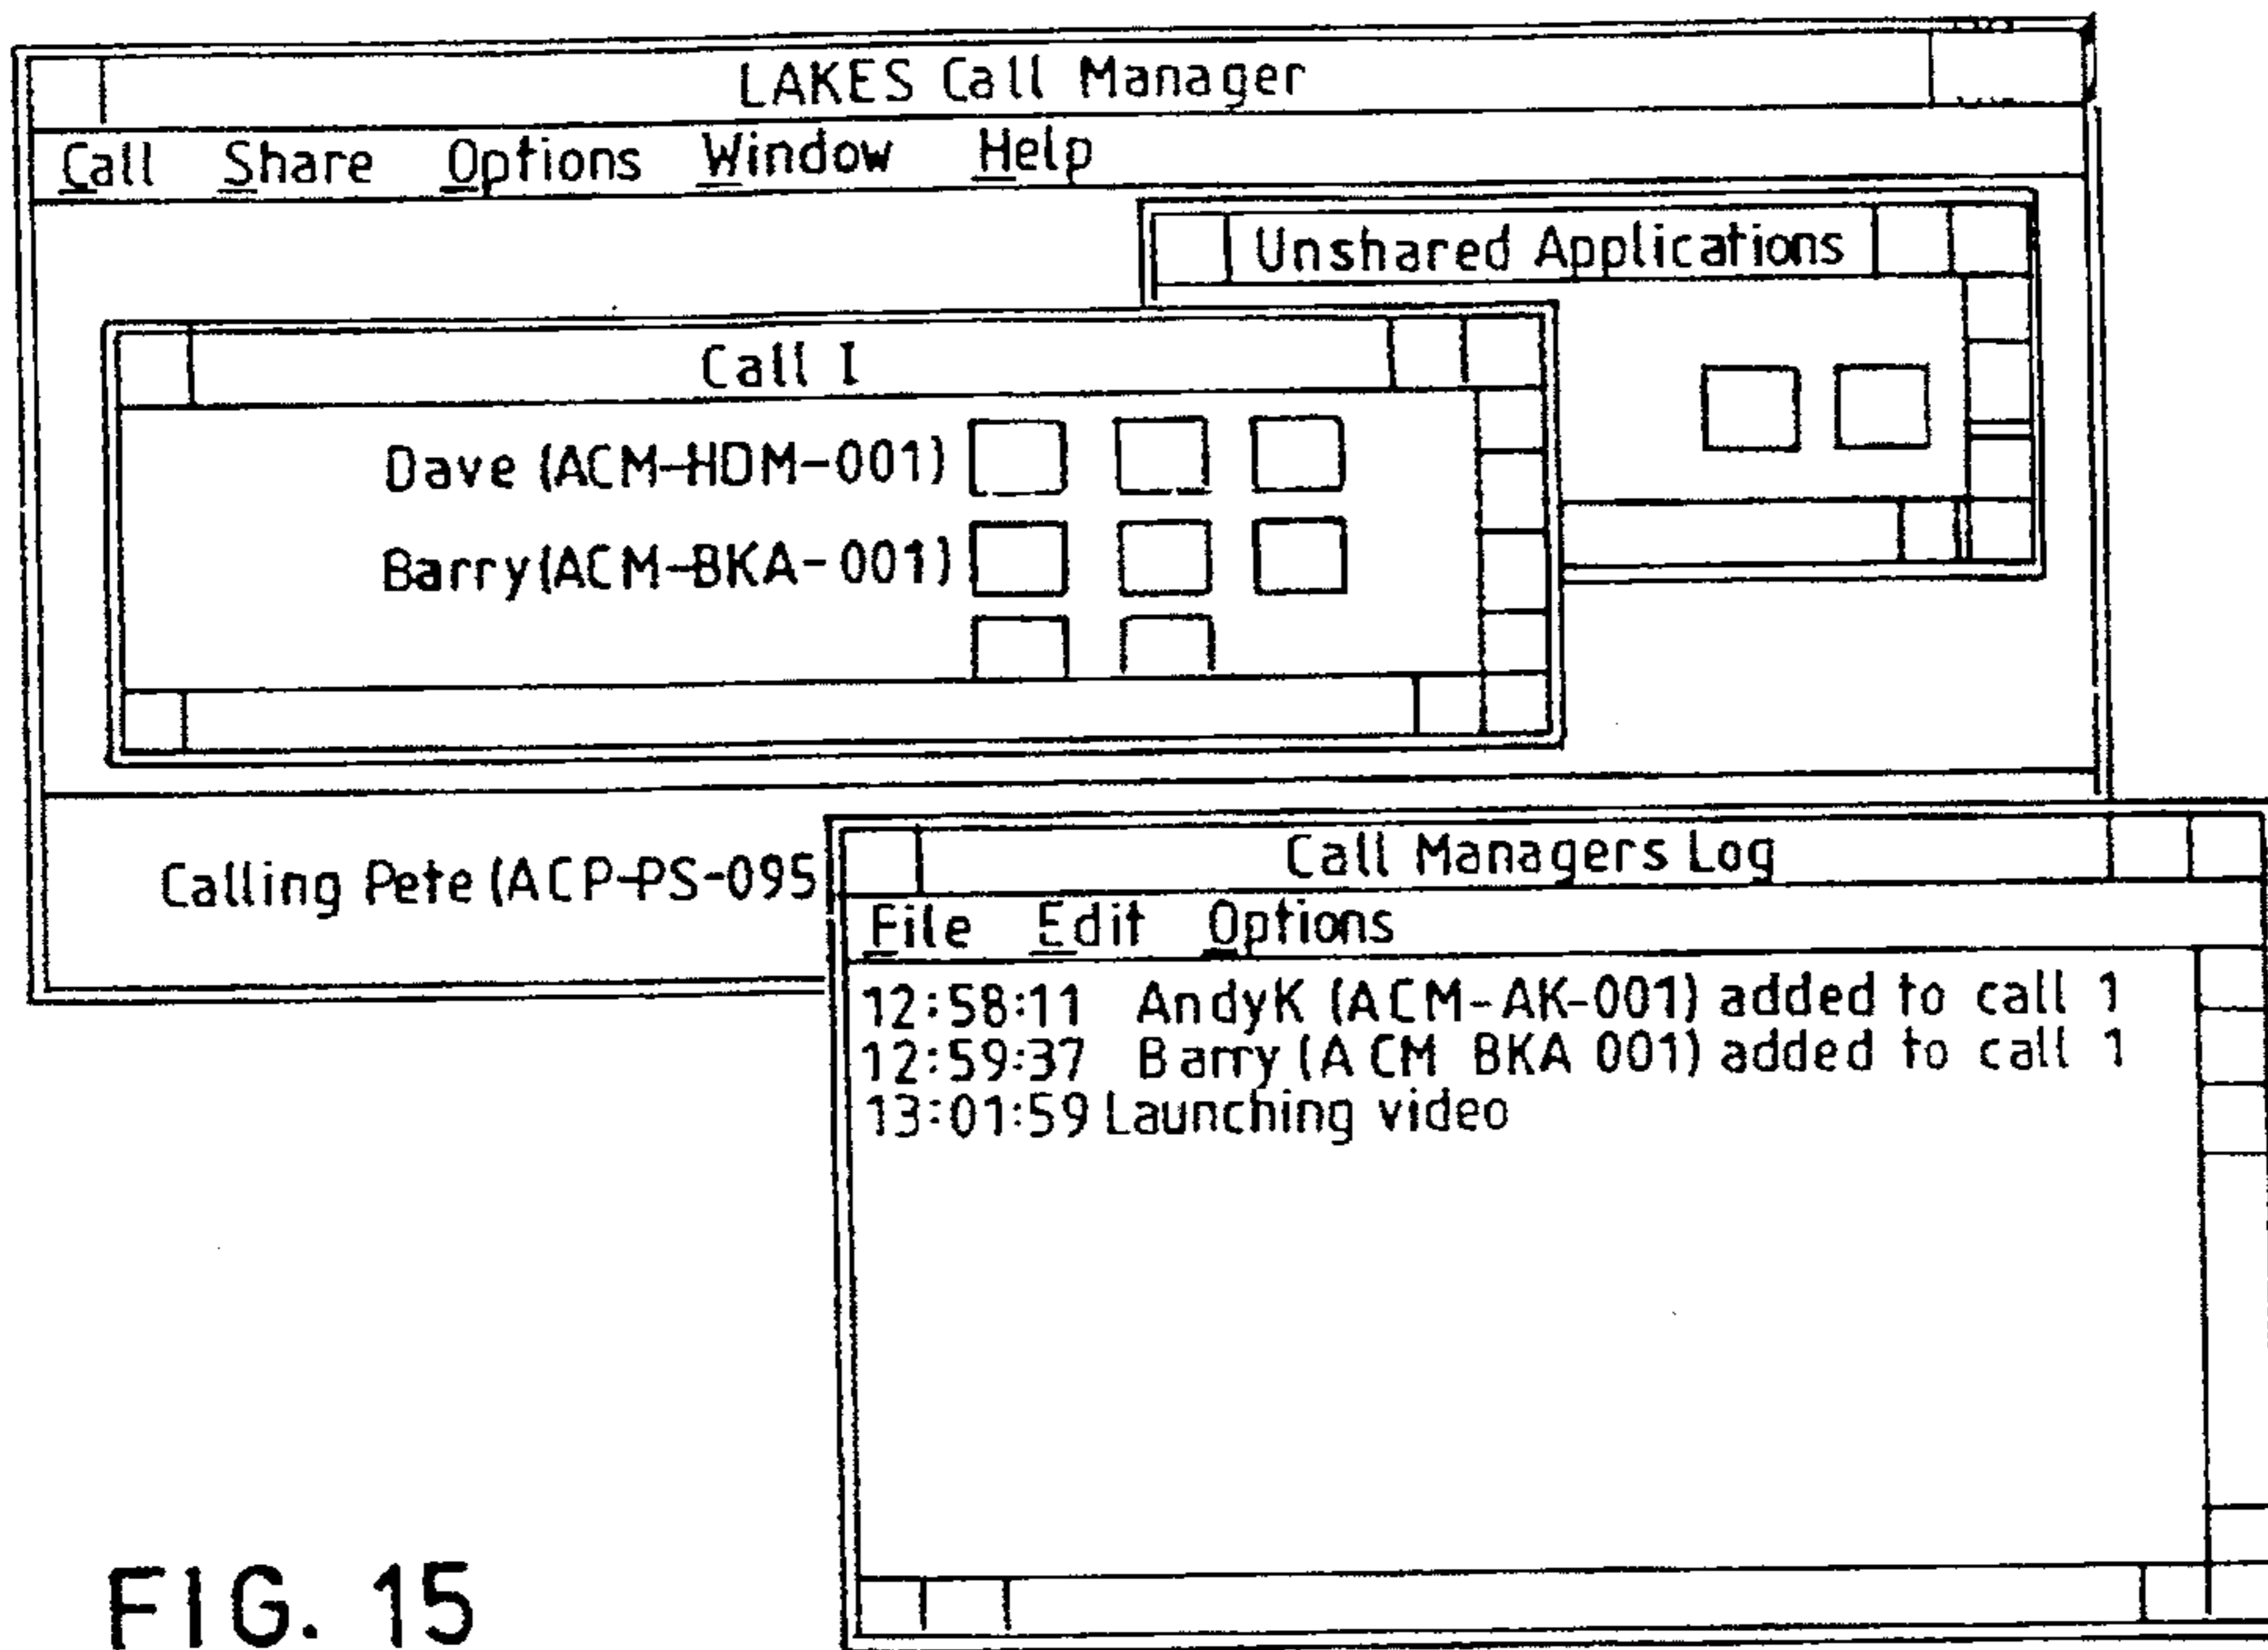 LAKES Call Manager
Call Share Options Window Help
Unshared Applications
Call I
Dave (ACM-HDM-001)
Barry (ACM-BKA-001)
Calling Pete (ACP-PS-095
Call Managers Log
File Edit Options
12:58:11 AndyK (ACM-AK-001) added to call 1
12:59:37 Barry (ACM BKA 001) added to call 1
13:01:59 Launching video
FIG. 15